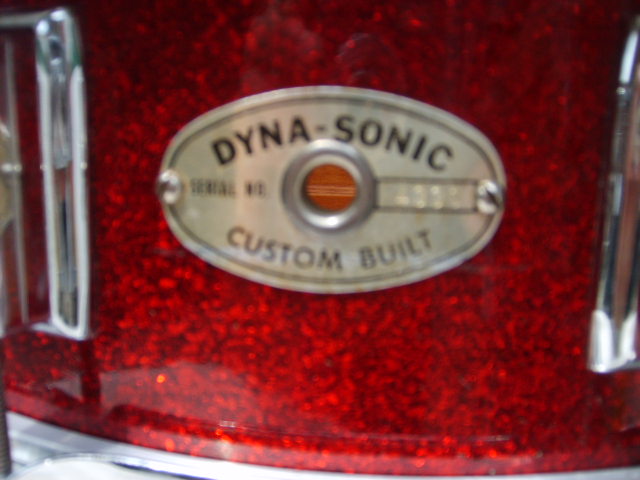 DYNA-SONIC
SERIAL NO.
CUSTOM BUILT